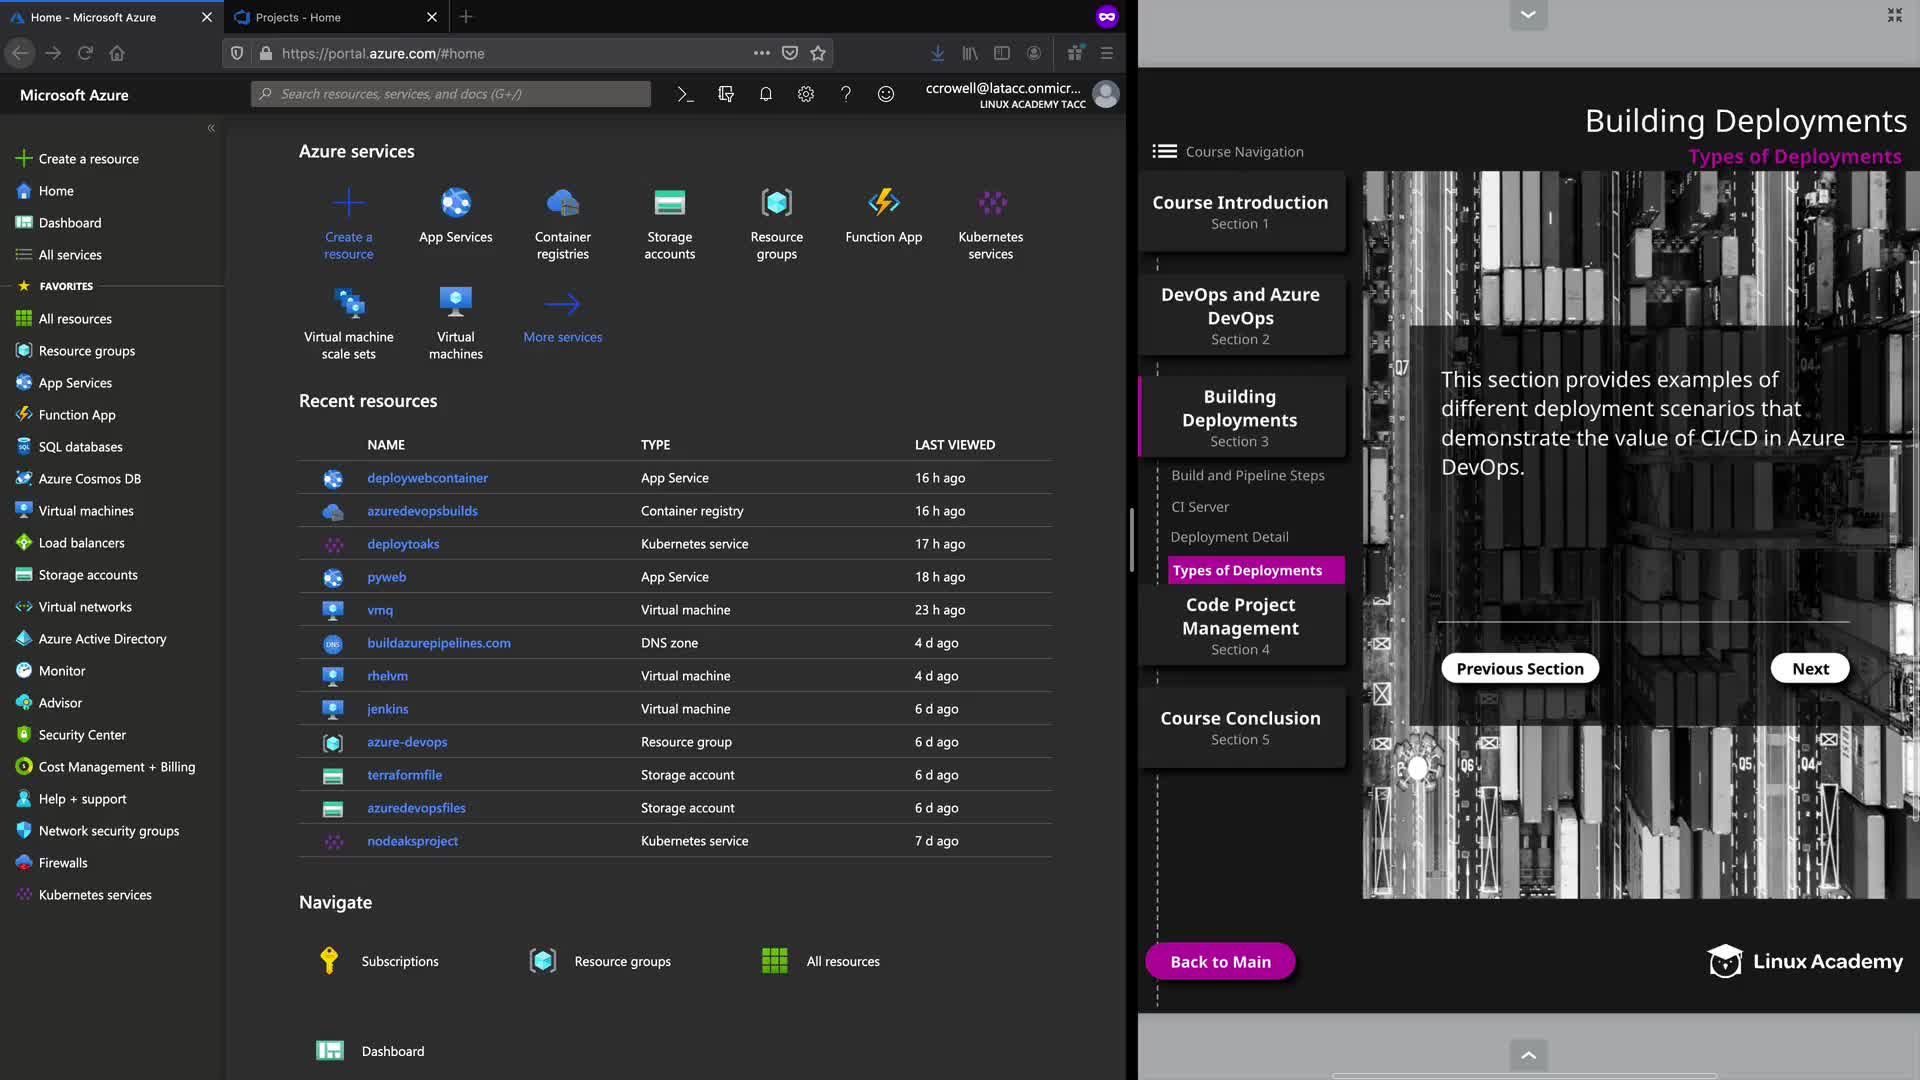 Home - Microsoft Azure
Projects - Home
https://portal.azure.com/#home
Microsoft Azure
Search resources, services, and docs (G+/)
ccrowell@latacc.onmicr...
LINUX ACADEMY TACC
Create a resource
Home
Dashboard
All services
FAVORITES
All resources
Resource groups
App Services
Function App
SQL databases
Azure Cosmos DB
Virtual machines
Load balancers
Storage accounts
Virtual networks
Azure Active Directory
Monitor
Advisor
Security Center
Cost Management + Billing
Help + support
Network security groups
Firewalls
Kubernetes services
Azure services
Create a
resource
App Services
Container
registries
Storage
accounts
Resource
groups
Function App
Kubernetes
services
Virtual machine
scale sets
Virtual
machines
More services
Recent resources
NAME TYPE LAST VIEWED
deploywebcontainer App Service 16 h ago
azuredevopsbuilds Container registry 16 h ago
deploytoaks Kubernetes service 17 h ago
pyweb App Service 18 h ago
vmq Virtual machine 23 h ago
DNS buildazurepipelines.com DNS zone 4 d ago
rhelvm Virtual machine 4 d ago
jenkins Virtual machine 6 d ago
azure-devops Resource group 6 d ago
terraformfile Storage account 6 d ago
azuredevopsfiles Storage account 6 d ago
nodeaksproject Kubernetes service 7 d ago
Navigate
Subscriptions
Resource groups
All resources
Dashboard
Building Deployments
Types of Deployments
Course Navigation
Course Introduction
Section 1
DevOps and Azure
DevOps
Section 2
Building
Deployments
Section 3
Build and Pipeline Steps
CI Server
Deployment Detail
Types of Deployments
Code Project
Management
Section 4
Course Conclusion
Section 5
Back to Main
Q7
04
This section provides examples of
different deployment scenarios that
demonstrate the value of CI/CD in Azure
DevOps.
Previous Section
Next
Q6
Q5
Q4
Linux Academy